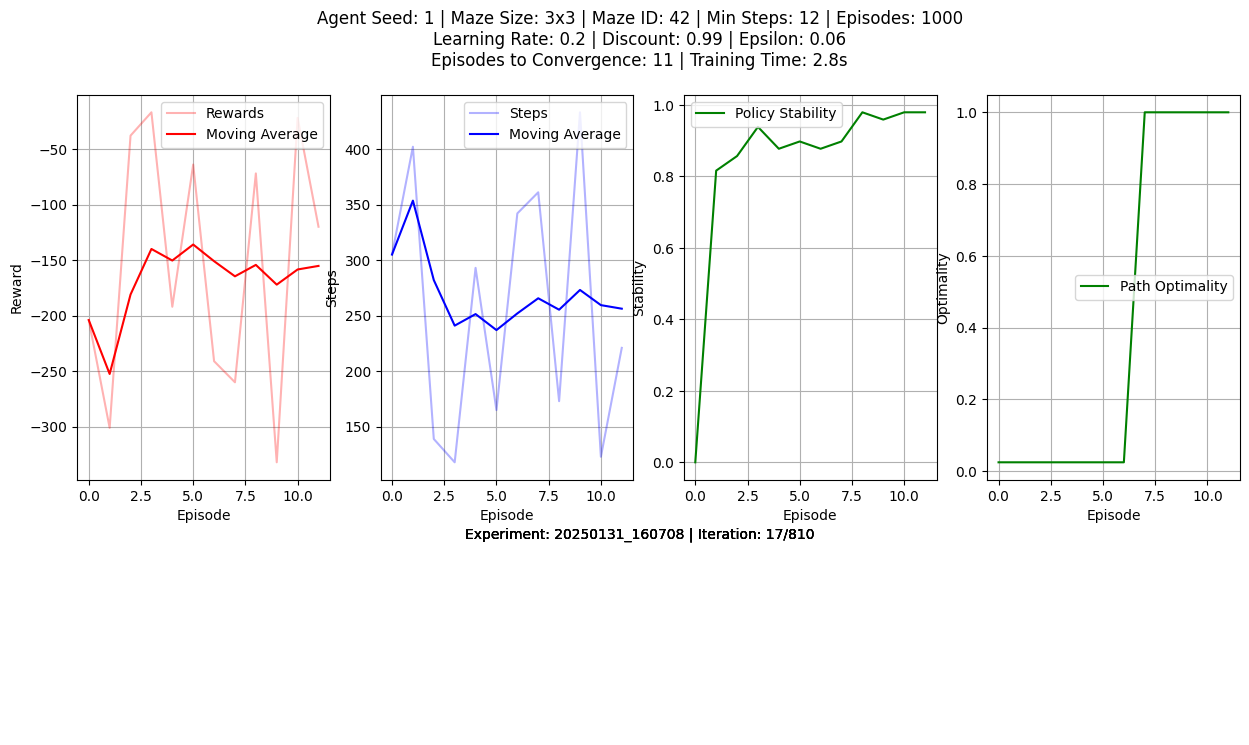 Agent Seed: 1 | Maze Size: 3x3 | Maze ID: 42 | Min Steps: 12 | Episodes: 1000
Learning Rate: 0.2 | Discount: 0.99 | Epsilon: 0.06
Episodes to Convergence: 11 | Training Time: 2.8s
Rewards
Moving Average
−50
−100
−150
−200
−250
−300
Reward
0.0 2.5 5.0 7.5 10.0
Episode
Steps
Moving Average
400
350
300
250
200
150
Steps
0.0 2.5 5.0 7.5 10.0
Episode
Policy Stability
1.0
0.8
0.6
0.4
0.2
0.0
Stability
0.0 2.5 5.0 7.5 10.0
Episode
Path Optimality
1.0
0.8
0.6
0.4
0.2
0.0
Optimality
0.0 2.5 5.0 7.5 10.0
Episode
Experiment: 20250131_160708 | Iteration: 17/810